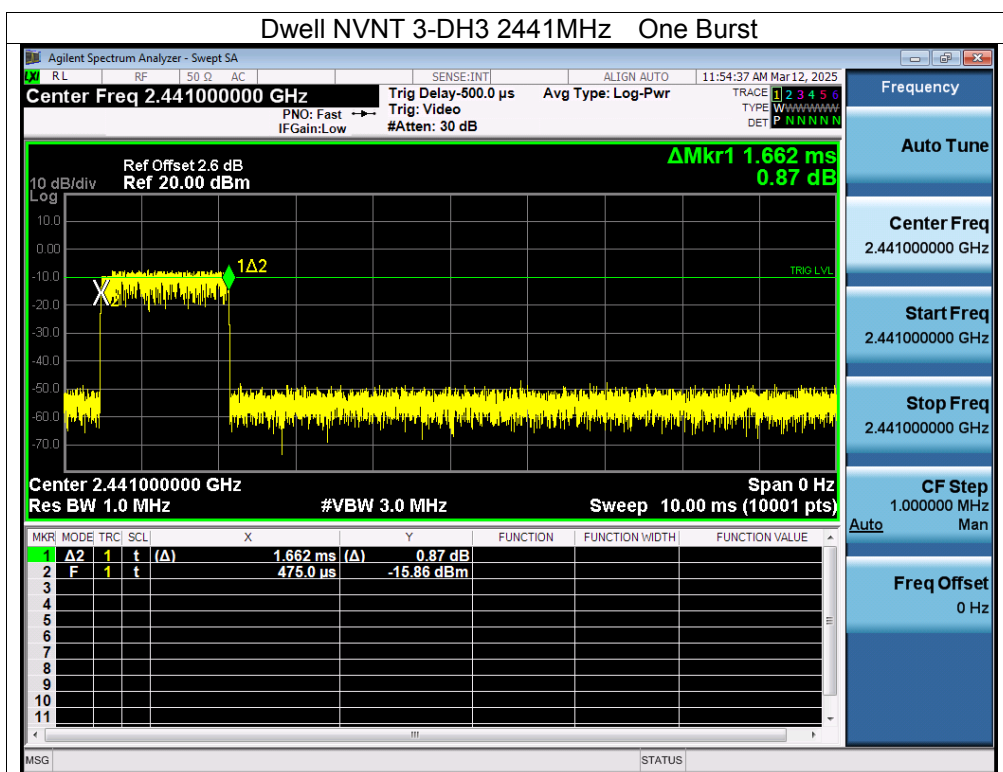 Dwell NVNT 3-DH3 2441MHz One Burst
Agilent Spectrum Analyzer - Swept SA
LXI RL RF 50 Ω AC SENSE:INT ALIGN AUTO 11:54:37 AM Mar 12, 2025
Center Freq 2.441000000 GHz Trig Delay-500.0 µs Avg Type: Log-Pwr TRACE 1 2 3 4 5 6
PNO: Fast Trig: Video TYPE WWWWWW
IFGain:Low #Atten: 30 dB DET P N N N N N
ΔMkr1 1.662 ms
0.87 dB
Ref Offset 2.6 dB
10 dB/div Ref 20.00 dBm
Log
10.0
0.00
-10.0
-20.0
-30.0
-40.0
-50.0
-60.0
-70.0
1Δ2
2
TRIG LVL
Center 2.441000000 GHz Span 0 Hz
Res BW 1.0 MHz #VBW 3.0 MHz Sweep 10.00 ms (10001 pts)
MKR MODE TRC SCL X Y FUNCTION FUNCTION WIDTH FUNCTION VALUE
1 Δ2 1 t (Δ) 1.662 ms (Δ) 0.87 dB
2 F 1 t 475.0 µs -15.86 dBm
3
4
5
6
7
8
9
10
11
MSG STATUS
Frequency
Auto Tune
Center Freq
2.441000000 GHz
Start Freq
2.441000000 GHz
Stop Freq
2.441000000 GHz
CF Step
1.000000 MHz
Auto Man
Freq Offset
0 Hz